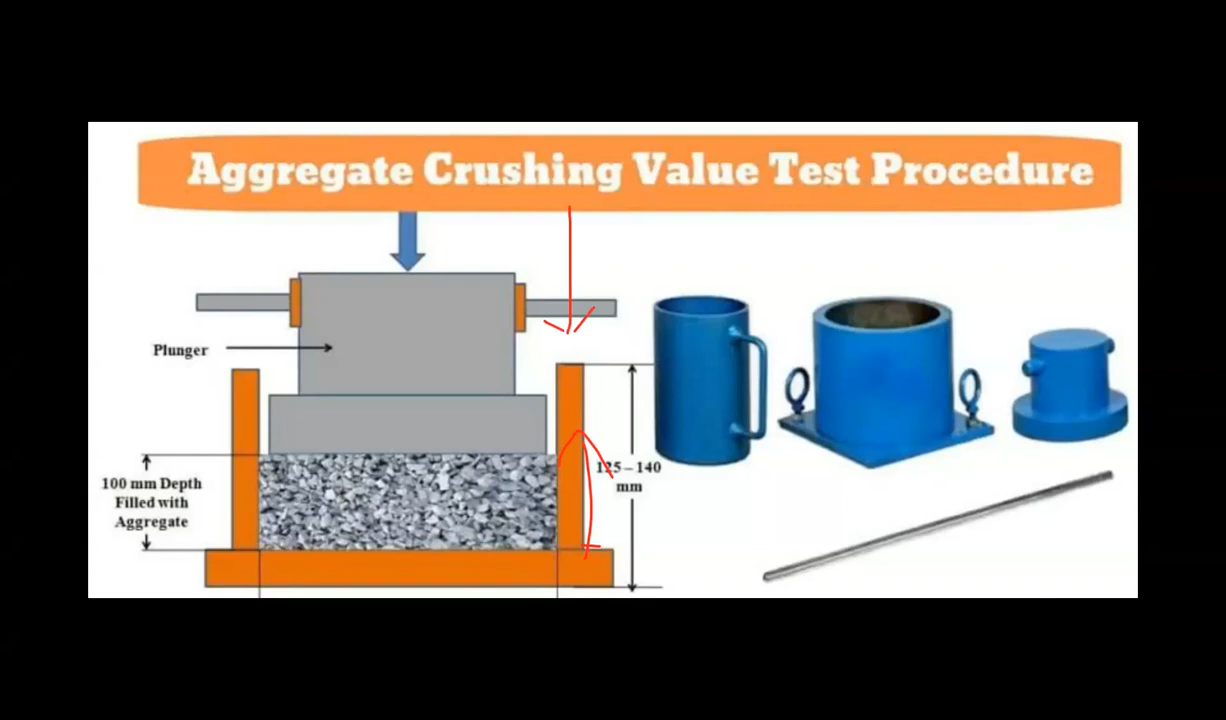 Aggregate Crushing Value Test Procedure
Plunger
100 mm Depth
Filled with
Aggregate
125 – 140
mm